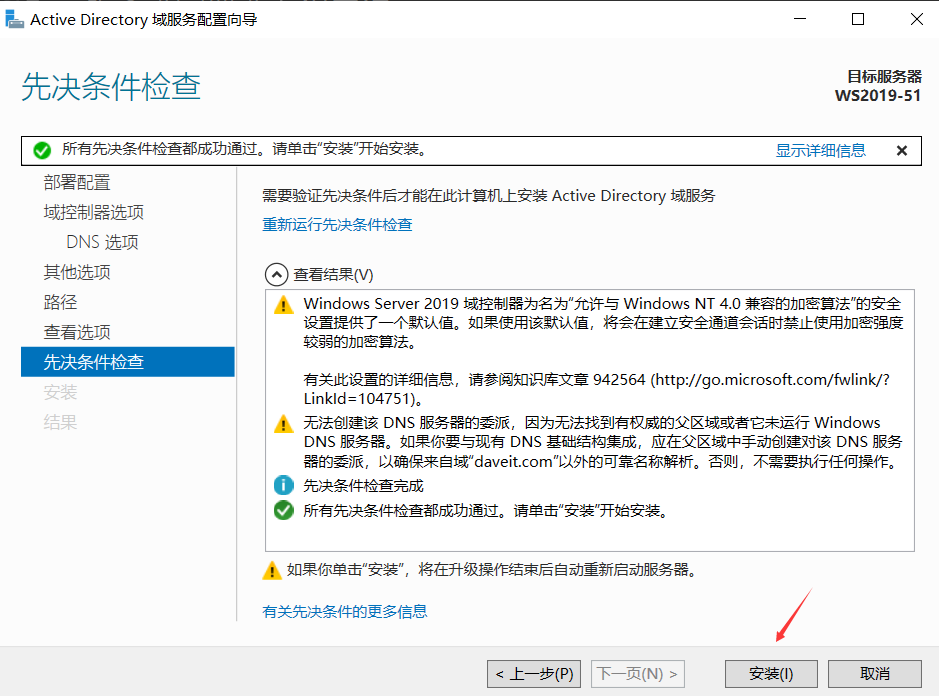 Active Directory 域服务配置向导
先决条件检查
目标服务器
WS2019-51
所有先决条件检查都成功通过。请单击“安装”开始安装。
显示详细信息
部署配置
域控制器选项
DNS 选项
其他选项
路径
查看选项
先决条件检查
安装
结果
需要验证先决条件后才能在此计算机上安装 Active Directory 域服务
重新运行先决条件检查
查看结果(V)
Windows Server 2019 域控制器为名为“允许与 Windows NT 4.0 兼容的加密算法”的安全
设置提供了一个默认值。如果使用该默认值，将会在建立安全通道会话时禁止使用加密强度
较弱的加密算法。
有关此设置的详细信息，请参阅知识库文章 942564 (http://go.microsoft.com/fwlink/?
LinkId=104751)。
无法创建该 DNS 服务器的委派，因为无法找到有权威的父区域或者它未运行 Windows
DNS 服务器。如果你要与现有 DNS 基础结构集成，应在父区域中手动创建对该 DNS 服务
器的委派，以确保来自域“daveit.com”以外的可靠名称解析。否则，不需要执行任何操作。
先决条件检查完成
所有先决条件检查都成功通过。请单击“安装”开始安装。
如果你单击“安装”，将在升级操作结束后自动重新启动服务器。
有关先决条件的更多信息
< 上一步(P)
下一页(N) >
安装(I)
取消